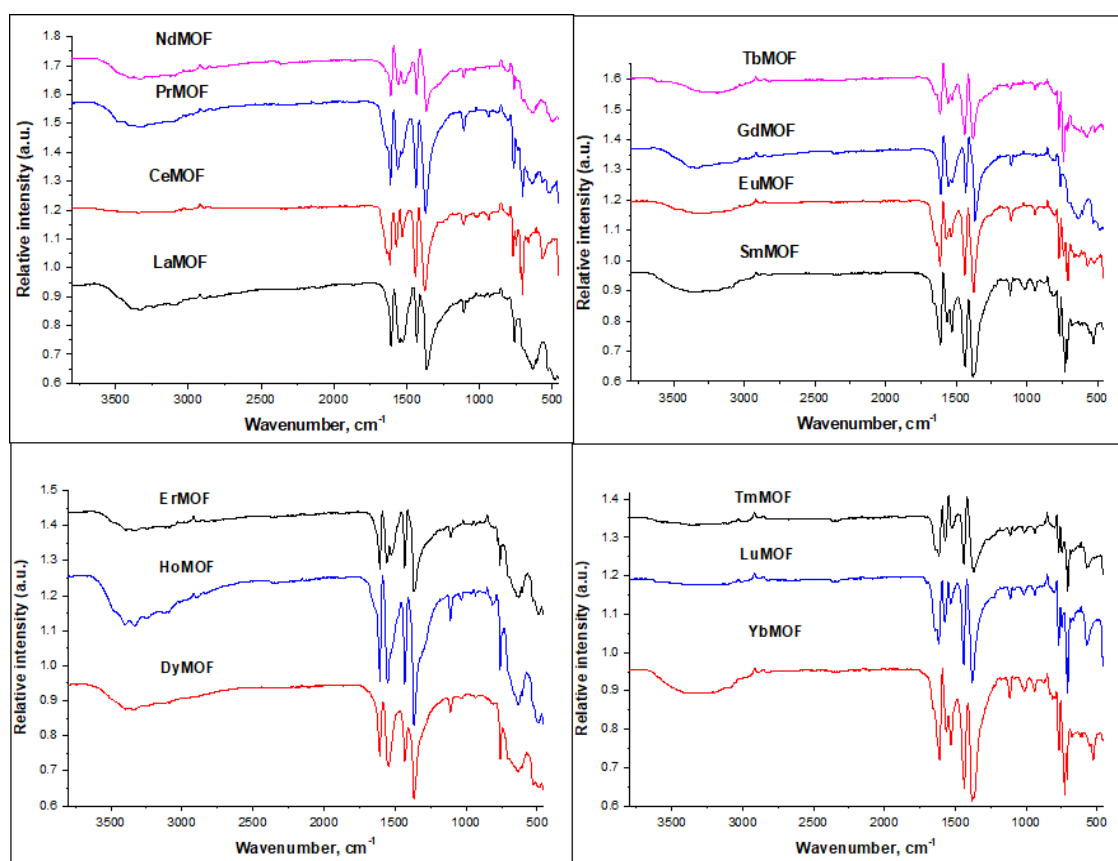 NdMOF
PrMOF
CeMOF
LaMOF
Relative intensity (a.u.)
1.8
1.7
1.6
1.5
1.4
1.3
1.2
1.1
1.0
0.9
0.8
0.7
0.6
3500 3000 2500 2000 1500 1000 500
Wavenumber, cm⁻¹
TbMOF
GdMOF
EuMOF
SmMOF
Relative intensity (a.u.)
1.6
1.5
1.4
1.3
1.2
1.1
1.0
0.9
0.8
0.7
0.6
3500 3000 2500 2000 1500 1000 500
Wavenumber, cm⁻¹
ErMOF
HoMOF
DyMOF
Relative intensity (a.u.)
1.5
1.4
1.3
1.2
1.1
1.0
0.9
0.8
0.7
0.6
3500 3000 2500 2000 1500 1000 500
Wavenumber, cm⁻¹
TmMOF
LuMOF
YbMOF
Relative intensity (a.u.)
1.4
1.3
1.2
1.1
1.0
0.9
0.8
0.7
0.6
3500 3000 2500 2000 1500 1000 500
Wavenumber, cm⁻¹